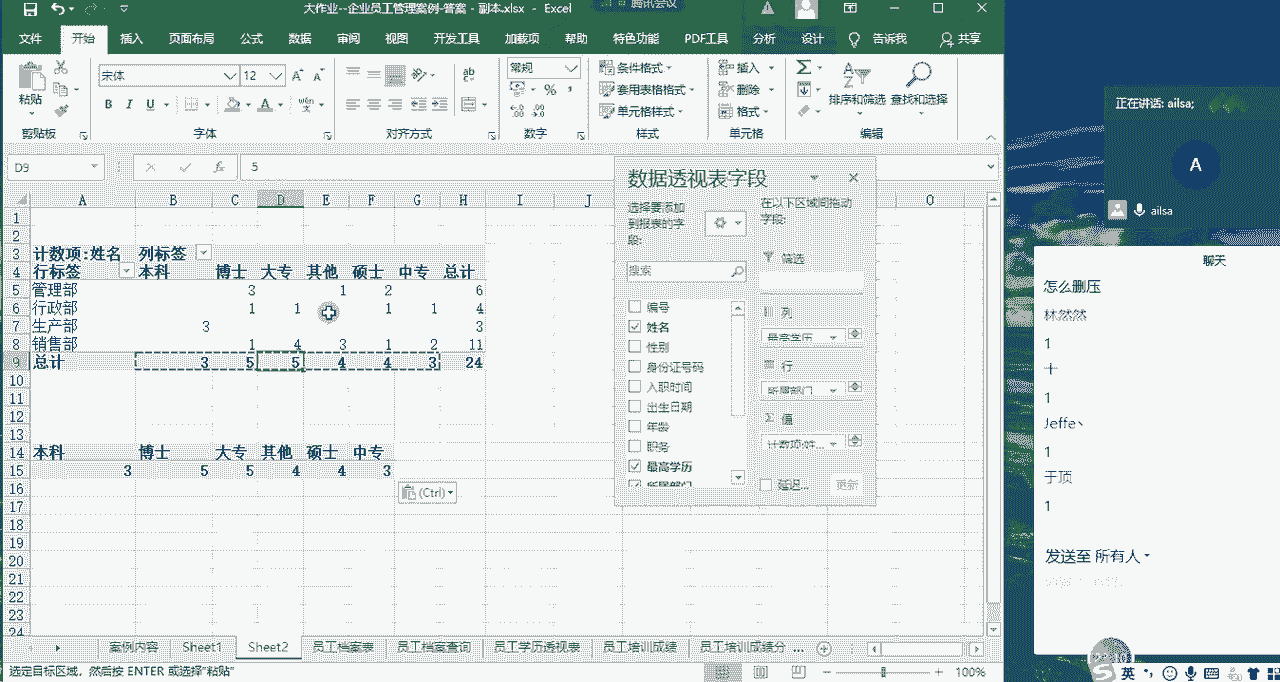 大作业--企业员工管理案例-答案 - 副本.xlsx - Excel
腾讯会议
文件 开始 插入 页面布局 公式 数据 审阅 视图 开发工具 加载项 帮助 特色功能 PDF工具 分析 设计 告诉我 共享
宋体 12 常规 条件格式 插入 Σ
粘贴 B I U 套用表格格式 删除 排序和筛选 查找和选择
单元格样式 格式
剪贴板 字体 对齐方式 数字 样式 单元格 编辑
D9 fx 5
A B C D E F G H I J O
1
2
3 计数项:姓名 列标签
4 行标签 本科 博士 大专 其他 硕士 中专 总计
5 管理部 3 1 2 6
6 行政部 1 1 1 1 4
7 生产部 3 3
8 销售部 1 4 3 1 2 11
9 总计 3 5 5 4 4 3 24
10
11
12
13
14 本科 博士 大专 其他 硕士 中专
15 3 5 5 4 4 3
16
(Ctrl)
17
18
19
20
21
22
23
24
数据透视表字段
选择要添加到报表的字段:
搜索
编号
姓名
性别
身份证号码
入职时间
出生日期
年龄
职务
最高学历
所属部门
在以下区域间拖动字段:
筛选
列
最高学历
行
所属部门
Σ 值
计数项:姓...
延迟... 更新
案例内容 Sheet1 Sheet2 员工档案表 员工档案查询 员工学历透视表 员工培训成绩 员工培训成绩分 ...
选定目标区域，然后按 ENTER 或选择"粘贴"
100%
正在讲话: ailsa;
A
ailsa
聊天
怎么删压
林然然
1
十
1
Jeffe、
1
于顶
1
发送至 所有人
英